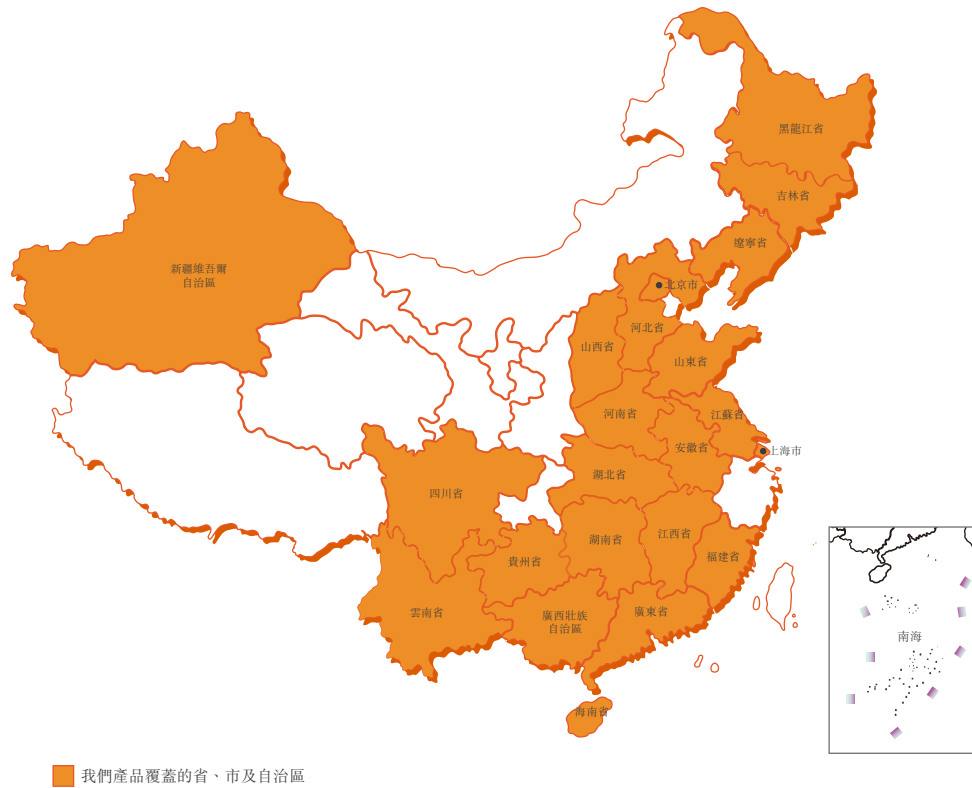 黑龍江省
吉林省
遼寧省
新疆維吾爾
自治區
北京市
河北省
山西省
山東省
河南省
江蘇省
安徽省
上海市
湖北省
四川省
江西省
湖南省
福建省
貴州省
雲南省
廣西壯族
自治區
廣東省
南海
海南省
我們產品覆蓋的省、市及自治區